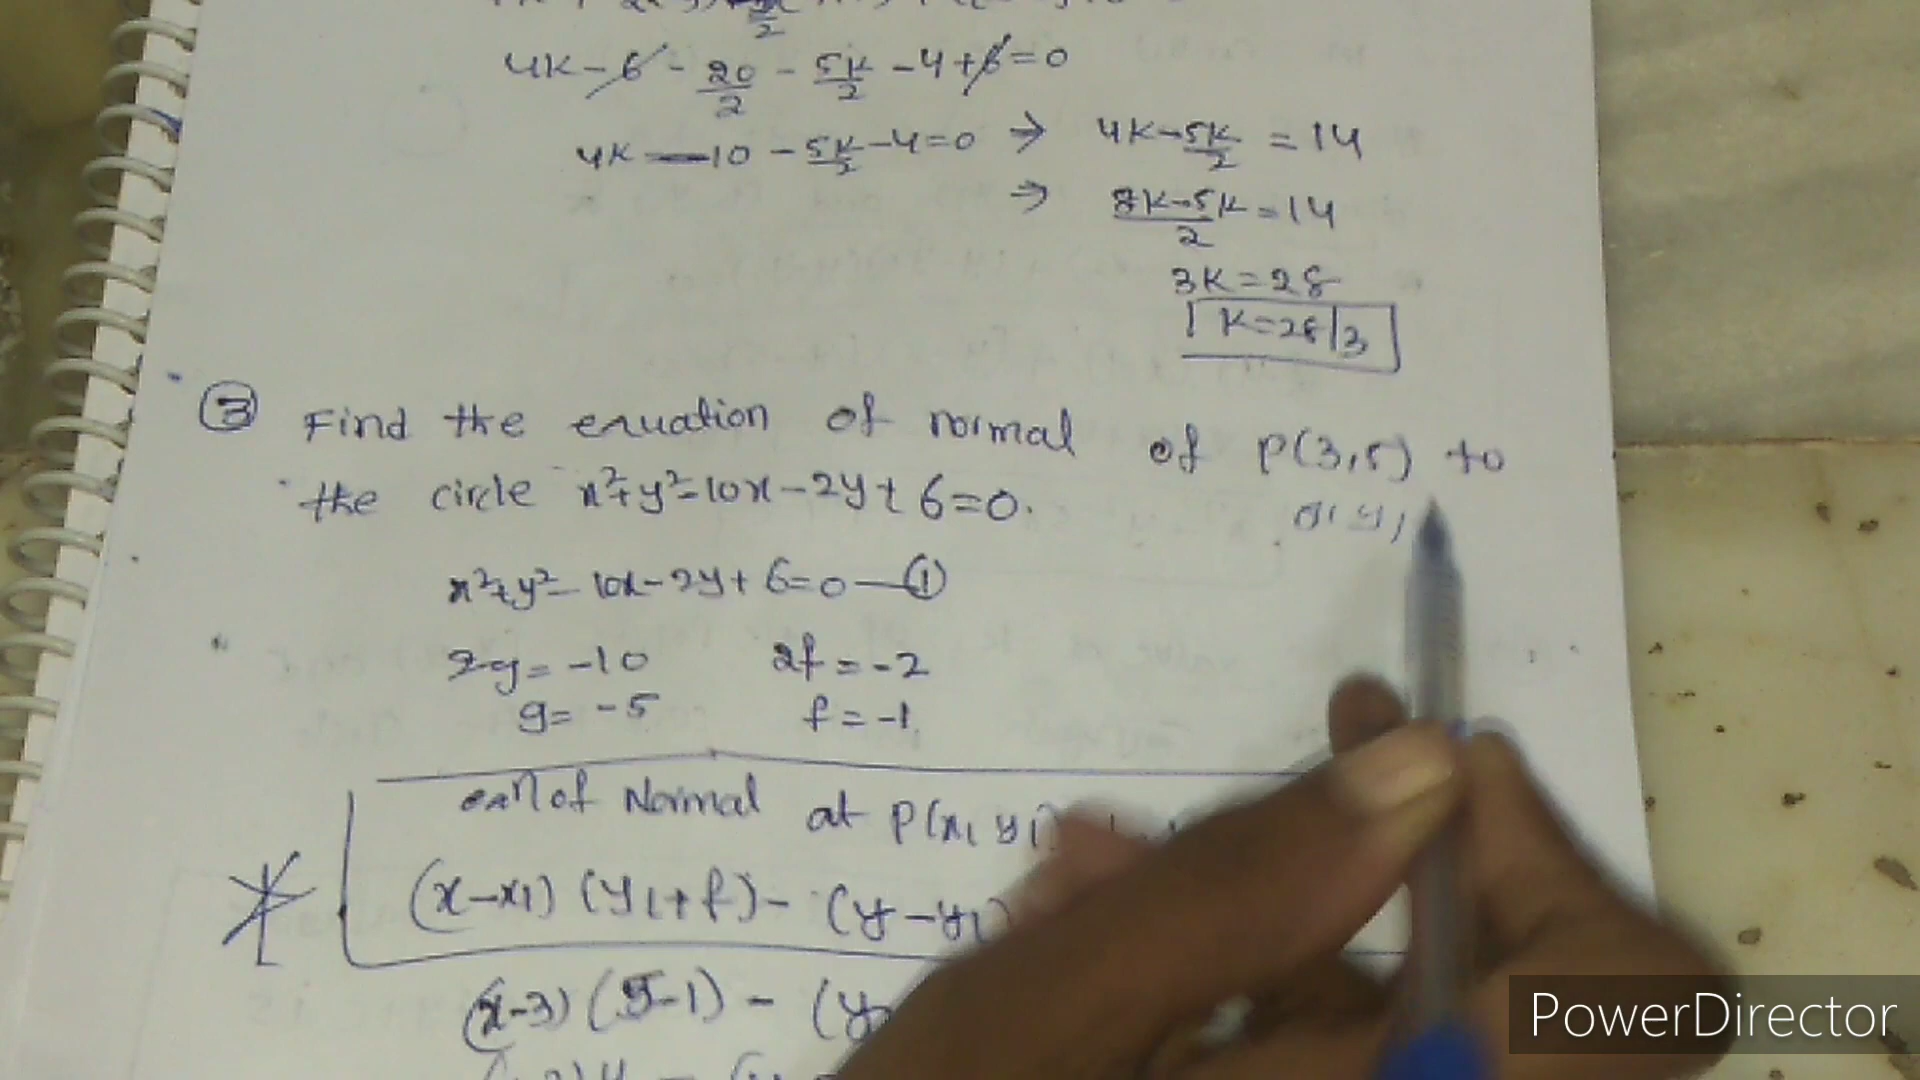 4K - 6 - 20/2 - 5K/2 - 4 + 6 = 0
4K - 10 - 5K/2 - 4 = 0 ⇒ 4K - 5K/2 = 14
⇒ 8K - 5K/2 = 14
3K = 28
K = 28/3
③ Find the equation of normal of P(3,5) to
the circle x²+y²-10x-2y+6=0.
x1 y1
x²+y²-10x-2y+6=0 — ①
2g = -10 2f = -2
g = -5 f = -1
eqn of Normal at P(x1 y1)
(x-x1) (y1+f) - (y-y1)
(x-3) (5-1) - (y
PowerDirector